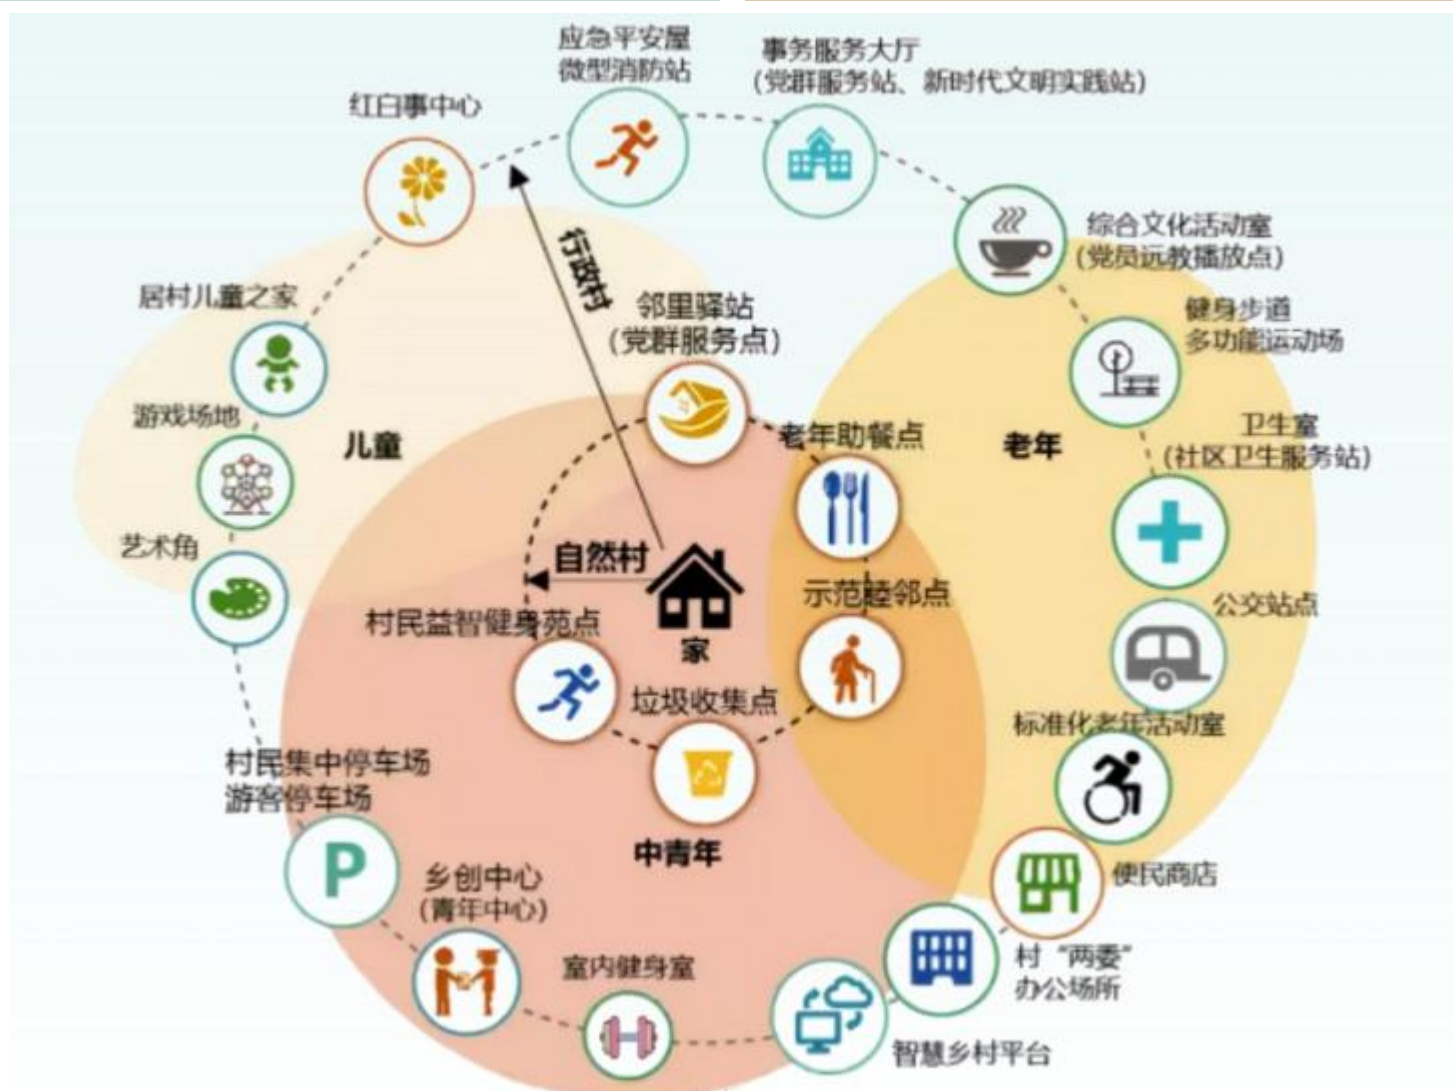 应急平安屋
微型消防站
事务服务大厅
（党群服务站、新时代文明实践站）
红白事中心
综合文化活动室
（党员远教播放点）
行政村
居村儿童之家
邻里驿站
（党群服务点）
健身步道
多功能运动场
游戏场地
儿童
老年助餐点
老年
卫生室
（社区卫生服务站）
艺术角
自然村
示范睦邻点
公交站点
村民益智健身苑点
家
垃圾收集点
标准化老年活动室
村民集中停车场
游客停车场
P
中青年
乡创中心
（青年中心）
便民商店
室内健身室
村“两委”
办公场所
智慧乡村平台